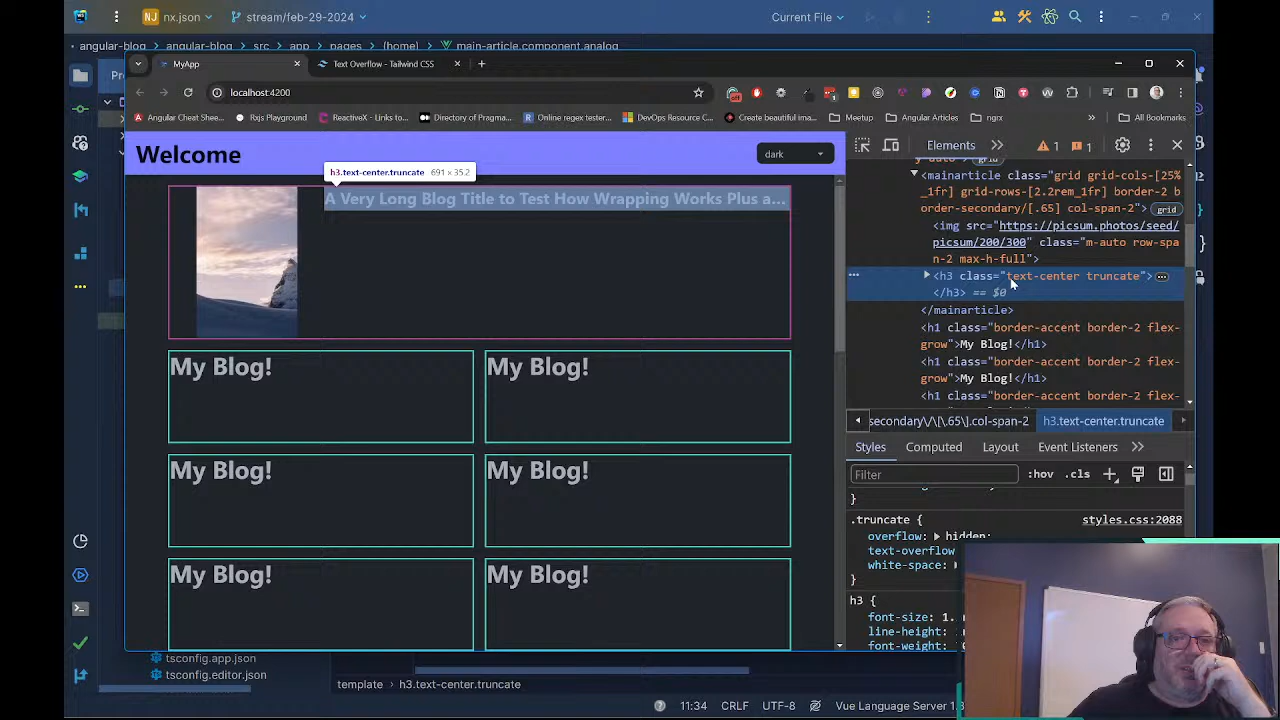 nx.json
stream/feb-29-2024
Current File
angular-blog
angular-blog
src
app
pages
(home)
main-article.component.analog
Pr
MyApp
Text Overflow - Tailwind CSS
localhost:4200
Angular Cheat Shee...
Rxjs Playground
ReactiveX - Links to...
Directory of Pragma...
Online regex tester...
DevOps Resource C...
Create beautiful ima...
Meetup
Angular Articles
ngrx
All Bookmarks
Welcome
dark
Elements
1
1
h3.text-center.truncate 691 × 35.2
A Very Long Blog Title to Test How Wrapping Works Plus a...
y-auto"> grid
<mainarticle class="grid grid-cols-[25%
_1fr] grid-rows-[2.2rem_1fr] border-2 b
order-secondary/[.65] col-span-2"> grid
<img src="https://picsum.photos/seed/
picsum/200/300" class="m-auto row-spa
n-2 max-h-full">
<h3 class="text-center truncate">
</h3> == $0
</mainarticle>
<h1 class="border-accent border-2 flex-
grow">My Blog!</h1>
<h1 class="border-accent border-2 flex-
grow">My Blog!</h1>
<h1 class="border-accent border-2 flex-
secondary\/\[\.65\].col-span-2
h3.text-center.truncate
Styles
Computed
Layout
Event Listeners
Filter
:hov
.cls
}
.truncate {
styles.css:2088
overflow: hidden;
text-overflow
white-space:
}
h3 {
font-size: 1.
line-height:
font-weight:
My Blog!
My Blog!
My Blog!
My Blog!
My Blog!
My Blog!
tsconfig.app.json
tsconfig.editor.json
template
h3.text-center.truncate
11:34
CRLF
UTF-8
Vue Language Server 1.8